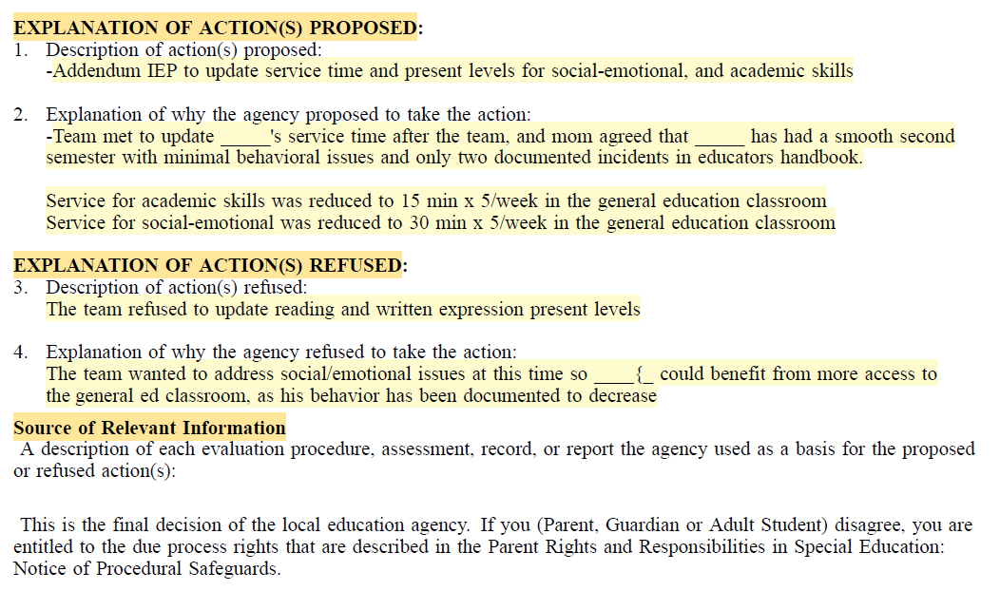 EXPLANATION OF ACTION(S) PROPOSED:
1. Description of action(s) proposed:
-Addendum IEP to update service time and present levels for social-emotional, and academic skills
2. Explanation of why the agency proposed to take the action:
-Team met to update _____'s service time after the team, and mom agreed that _____ has had a smooth second
semester with minimal behavioral issues and only two documented incidents in educators handbook.
Service for academic skills was reduced to 15 min x 5/week in the general education classroom
Service for social-emotional was reduced to 30 min x 5/week in the general education classroom
EXPLANATION OF ACTION(S) REFUSED:
3. Description of action(s) refused:
The team refused to update reading and written expression present levels
4. Explanation of why the agency refused to take the action:
The team wanted to address social/emotional issues at this time so ____{_ could benefit from more access to
the general ed classroom, as his behavior has been documented to decrease
Source of Relevant Information
A description of each evaluation procedure, assessment, record, or report the agency used as a basis for the proposed
or refused action(s):
This is the final decision of the local education agency. If you (Parent, Guardian or Adult Student) disagree, you are
entitled to the due process rights that are described in the Parent Rights and Responsibilities in Special Education:
Notice of Procedural Safeguards.